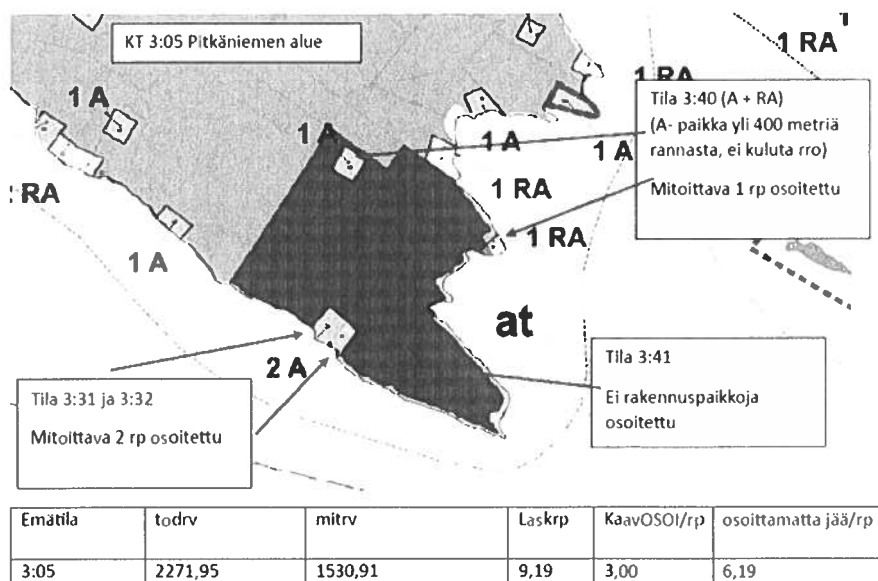 KT 3:05 Pitkäniemen alue
1 RA
1 RA
1 A
1 A
1 A
1 A
RA
1 RA
1 A
1 RA
Tila 3:40 (A + RA)
(A- paikka yli 400 metriä
rannasta, ei kuluta rro)
Mitoittava 1 rp osoitettu
at
2 A
Tila 3:31 ja 3:32
Mitoittava 2 rp osoitettu
Tila 3:41
Ei rakennuspaikkoja
osoitettu
Emätila todrv mitrv Laskrp KaavOSOI/rp osoittamatta jää/rp
3:05 2271,95 1530,91 9,19 3,00 6,19